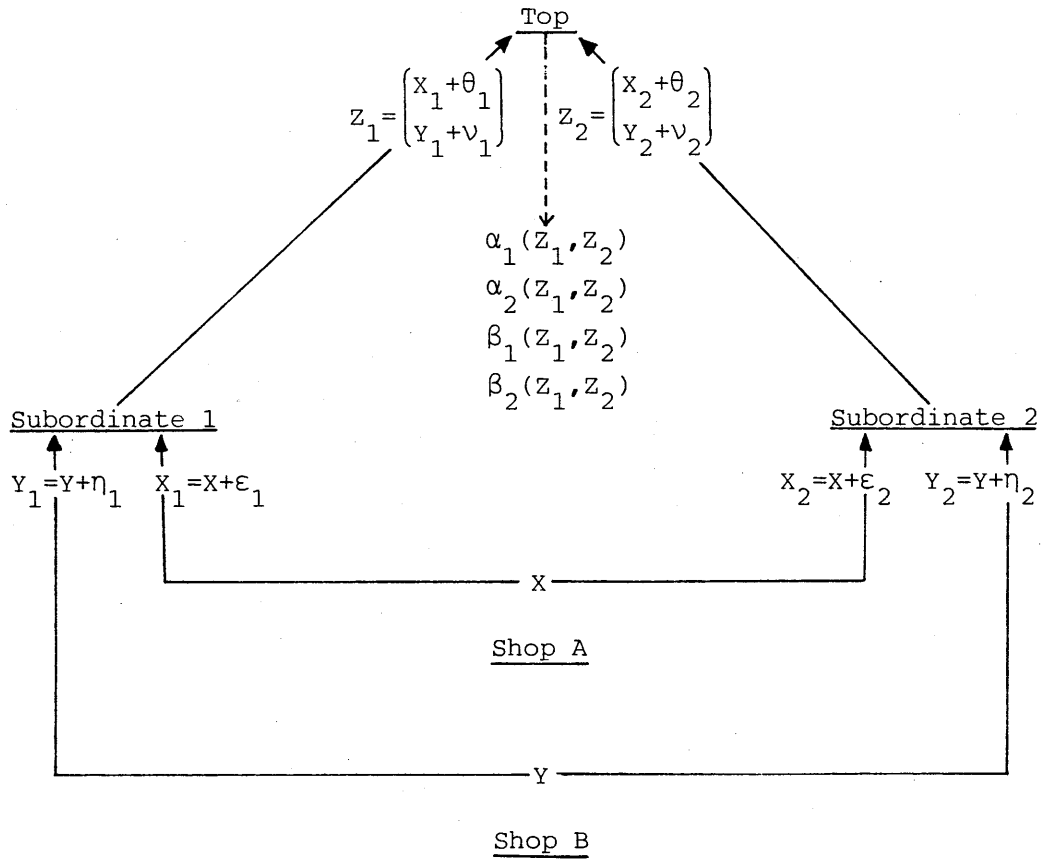 Top
Z₁=(X₁+θ₁
Y₁+ν₁)
Z₂=(X₂+θ₂
Y₂+ν₂)
α₁(Z₁,Z₂)
α₂(Z₁,Z₂)
β₁(Z₁,Z₂)
β₂(Z₁,Z₂)
Subordinate 1
Subordinate 2
Y₁=Y+η₁
X₁=X+ε₁
X₂=X+ε₂
Y₂=Y+η₂
X
Shop A
Y
Shop B